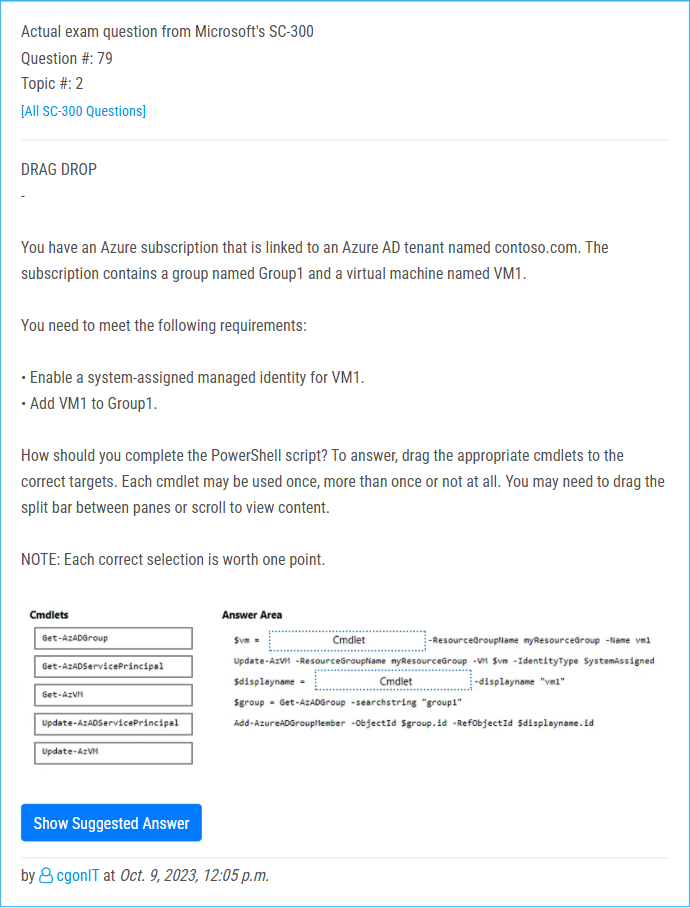 Actual exam question from Microsoft's SC-300
Question #: 79
Topic #: 2
[All SC-300 Questions]
DRAG DROP
-
You have an Azure subscription that is linked to an Azure AD tenant named contoso.com. The
subscription contains a group named Group1 and a virtual machine named VM1.
You need to meet the following requirements:
• Enable a system-assigned managed identity for VM1.
• Add VM1 to Group1.
How should you complete the PowerShell script? To answer, drag the appropriate cmdlets to the
correct targets. Each cmdlet may be used once, more than once or not at all. You may need to drag the
split bar between panes or scroll to view content.
NOTE: Each correct selection is worth one point.
Cmdlets
Get-AzADGroup
Get-AzADServicePrincipal
Get-AzVM
Update-AzADServicePrincipal
Update-AzVM
Answer Area
$vm = Cmdlet -ResourceGroupName myResourceGroup -Name vm1
Update-AzVM -ResourceGroupName myResourceGroup -VM $vm -IdentityType SystemAssigned
$displayname = Cmdlet -displayname "vm1"
$group = Get-AzADGroup -searchstring "group1"
Add-AzureADGroupMember -ObjectId $group.id -RefObjectId $displayname.id
Show Suggested Answer
by cgonIT at Oct. 9, 2023, 12:05 p.m.